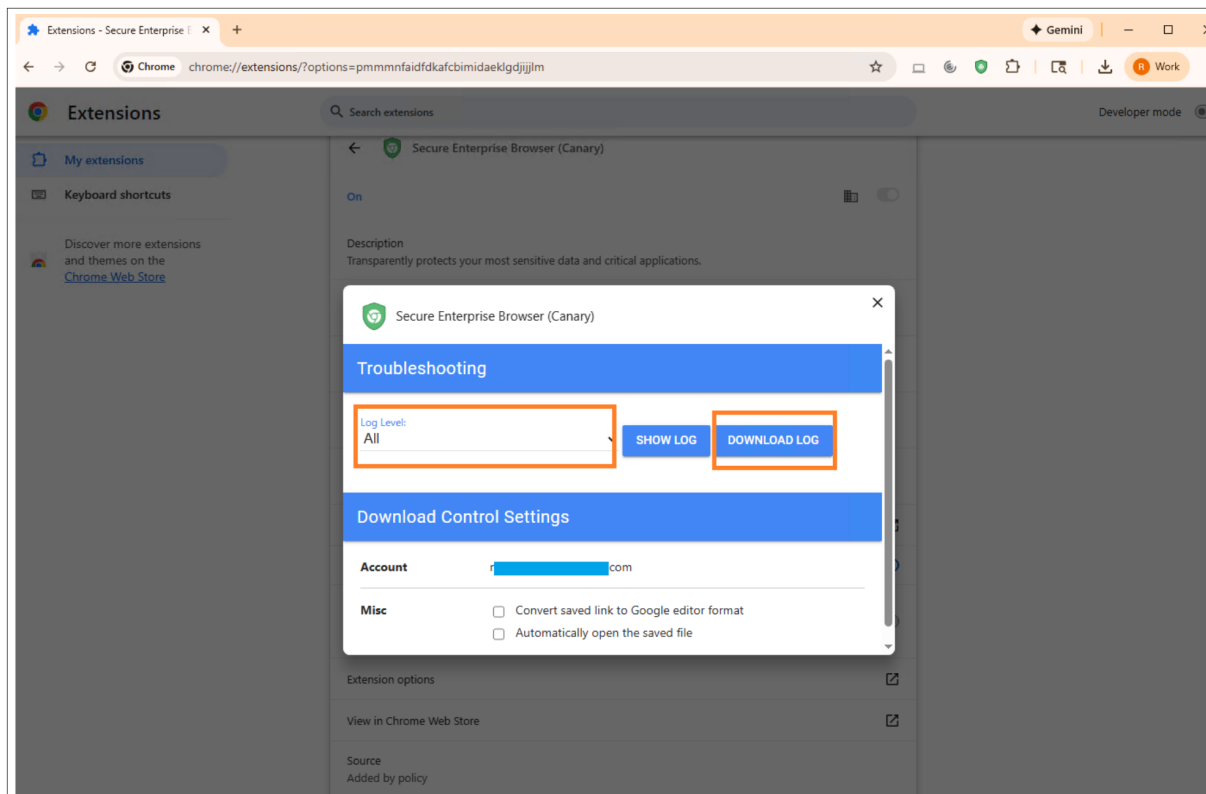 Extensions - Secure Enterprise
Gemini
Chrome
chrome://extensions/?options=pmmmnfaidfdkafcbimidaeklgdjijjlm
R
Work
Extensions
Search extensions
Developer mode
My extensions
Keyboard shortcuts
Discover more extensions
and themes on the
Chrome Web Store
Secure Enterprise Browser (Canary)
On
Description
Transparently protects your most sensitive data and critical applications.
Secure Enterprise Browser (Canary)
Troubleshooting
Log Level:
All
SHOW LOG
DOWNLOAD LOG
Download Control Settings
Account
r
com
Misc
Convert saved link to Google editor format
Automatically open the saved file
Extension options
View in Chrome Web Store
Source
Added by policy